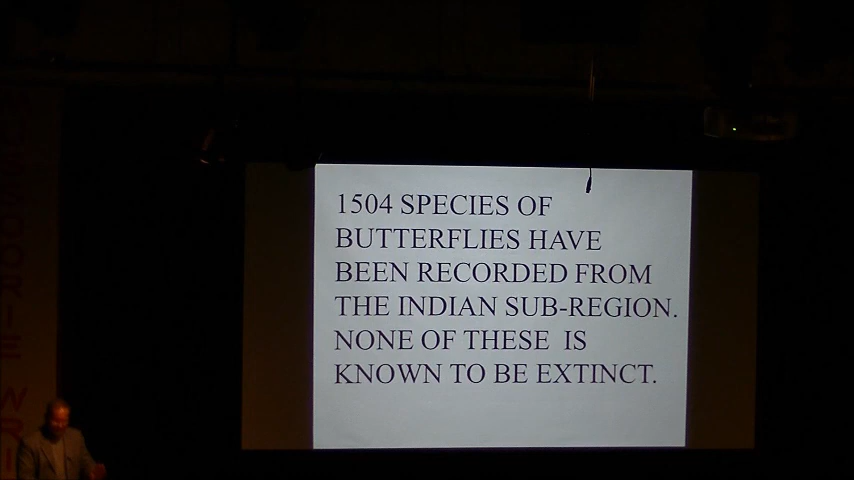 1504 SPECIES OF
BUTTERFLIES HAVE
BEEN RECORDED FROM
THE INDIAN SUB-REGION.
NONE OF THESE  IS
KNOWN TO BE EXTINCT.